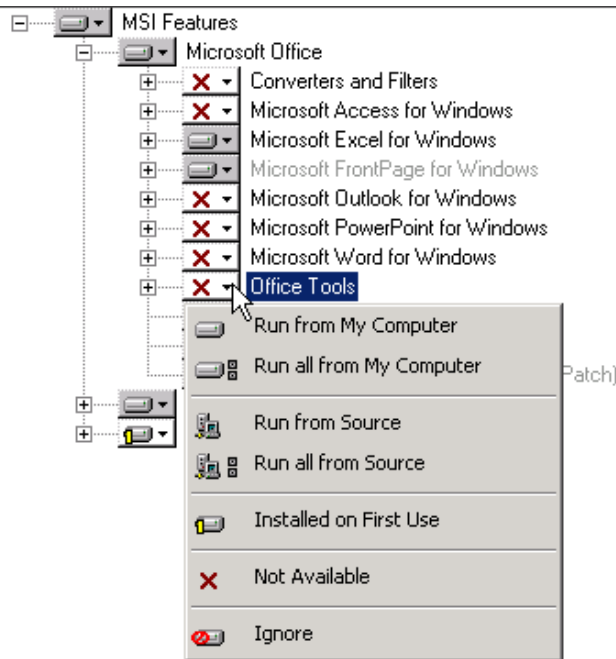 MSI Features
Microsoft Office
Converters and Filters
Microsoft Access for Windows
Microsoft Excel for Windows
Microsoft FrontPage for Windows
Microsoft Outlook for Windows
Microsoft PowerPoint for Windows
Microsoft Word for Windows
Office Tools
Run from My Computer
Run all from My Computer
Patch)
Run from Source
Run all from Source
Installed on First Use
Not Available
Ignore